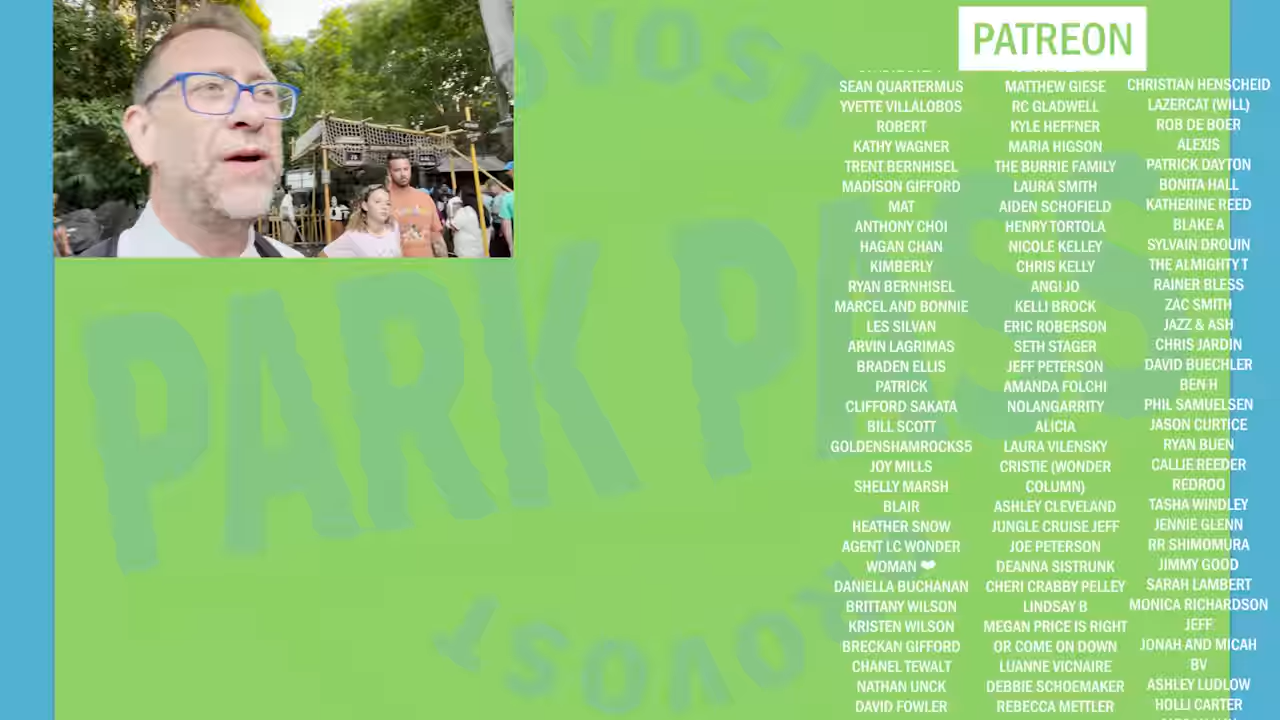 PATREON
SEAN QUARTERMUS
YVETTE VILLALOBOS
ROBERT
KATHY WAGNER
TRENT BERNHISEL
MADISON GIFFORD
MAT
ANTHONY CHOI
HAGAN CHAN
KIMBERLY
RYAN BERNHISEL
MARCEL AND BONNIE
LES SILVAN
ARVIN LAGRIMAS
BRADEN ELLIS
PATRICK
CLIFFORD SAKATA
BILL SCOTT
GOLDENSHAMROCKS5
JOY MILLS
SHELLY MARSH
BLAIR
HEATHER SNOW
AGENT LC WONDER
WOMAN ❤
DANIELLA BUCHANAN
BRITTANY WILSON
KRISTEN WILSON
BRECKAN GIFFORD
CHANEL TEWALT
NATHAN UNCK
DAVID FOWLER
MATTHEW GIESE
RC GLADWELL
KYLE HEFFNER
MARIA HIGSON
THE BURRIE FAMILY
LAURA SMITH
AIDEN SCHOFIELD
HENRY TORTOLA
NICOLE KELLEY
CHRIS KELLY
ANGI JO
KELLI BROCK
ERIC ROBERSON
SETH STAGER
JEFF PETERSON
AMANDA FOLCHI
NOLANGARRITY
ALICIA
LAURA VILENSKY
CRISTIE (WONDER
COLUMN)
ASHLEY CLEVELAND
JUNGLE CRUISE JEFF
JOE PETERSON
DEANNA SISTRUNK
CHERI CRABBY PELLEY
LINDSAY B
MEGAN PRICE IS RIGHT
OR COME ON DOWN
LUANNE VICNAIRE
DEBBIE SCHOEMAKER
REBECCA METTLER
CHRISTIAN HENSCHEID
LAZERCAT (WILL)
ROB DE BOER
ALEXIS
PATRICK DAYTON
BONITA HALL
KATHERINE REED
BLAKE A
SYLVAIN DROUIN
THE ALMIGHTY T
RAINER BLESS
ZAC SMITH
JAZZ & ASH
CHRIS JARDIN
DAVID BUECHLER
BEN H
PHIL SAMUELSEN
JASON CURTICE
RYAN BUEN
CALLIE REEDER
REDROO
TASHA WINDLEY
JENNIE GLENN
RR SHIMOMURA
JIMMY GOOD
SARAH LAMBERT
MONICA RICHARDSON
JEFF
JONAH AND MICAH
BV
ASHLEY LUDLOW
HOLLI CARTER
PROVOST
PARK PASS
PROVOST